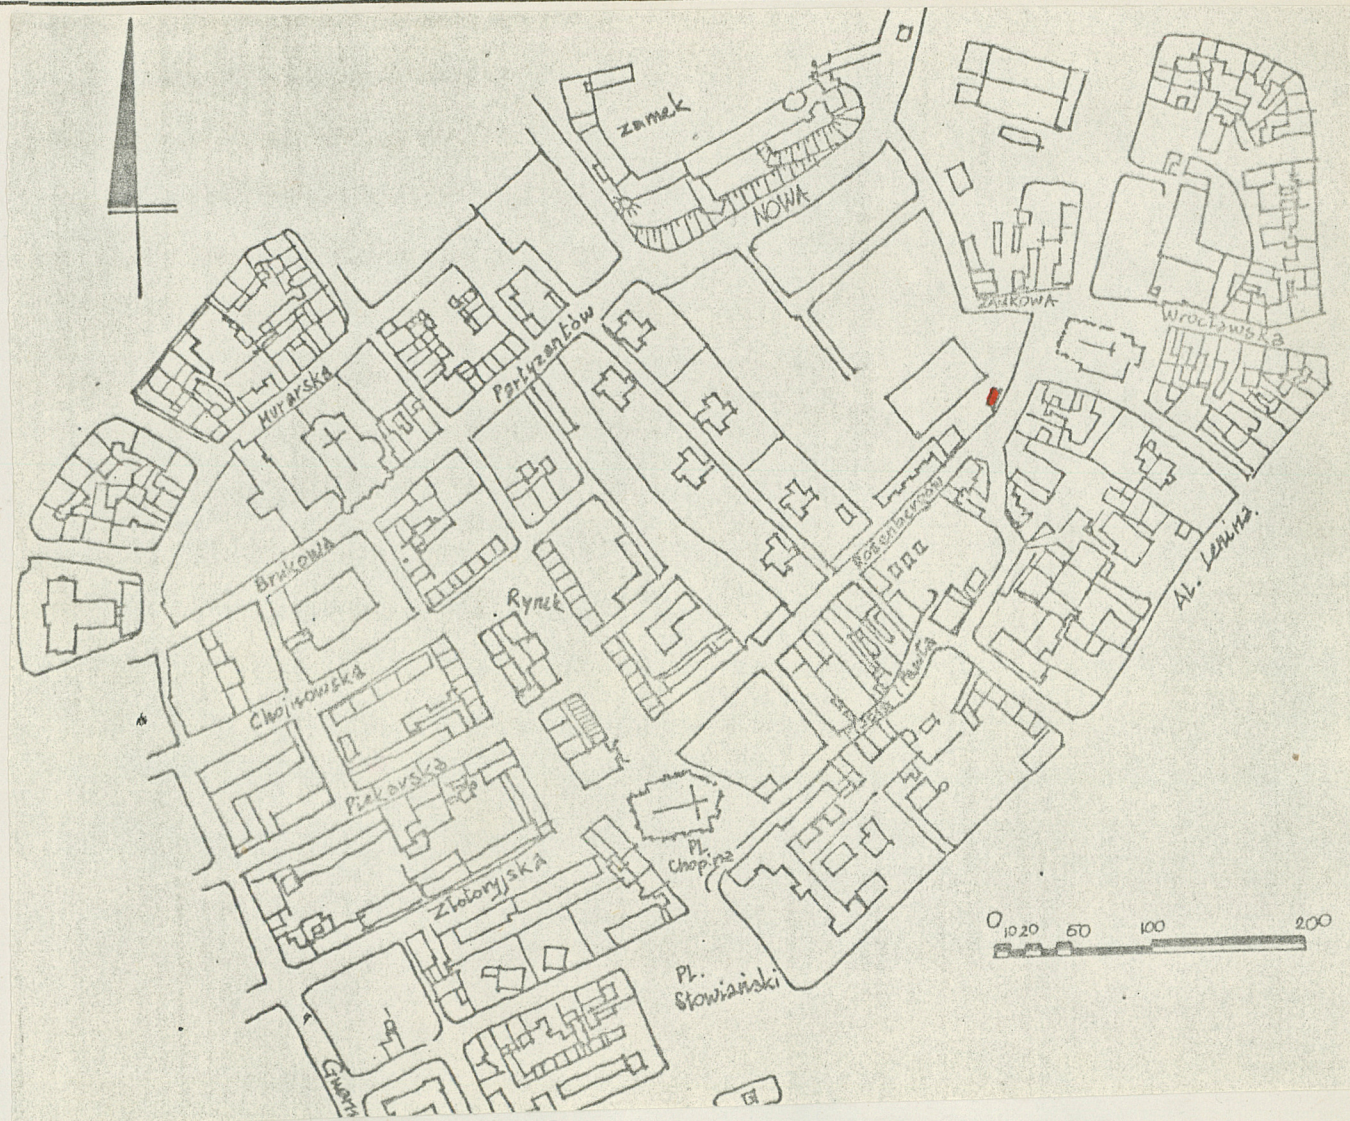 zamek
NOWA
ZAMKOWA
Wrocławska
Partyzantów
Murarska
Rosenbergów
AL. Lenina.
Brukowa
Rynek
Chojnowska
Pawła
Piekarska
PL.
Chopina
Złotoryjska
0 10 20 50 100 200
PL.
Słowiański